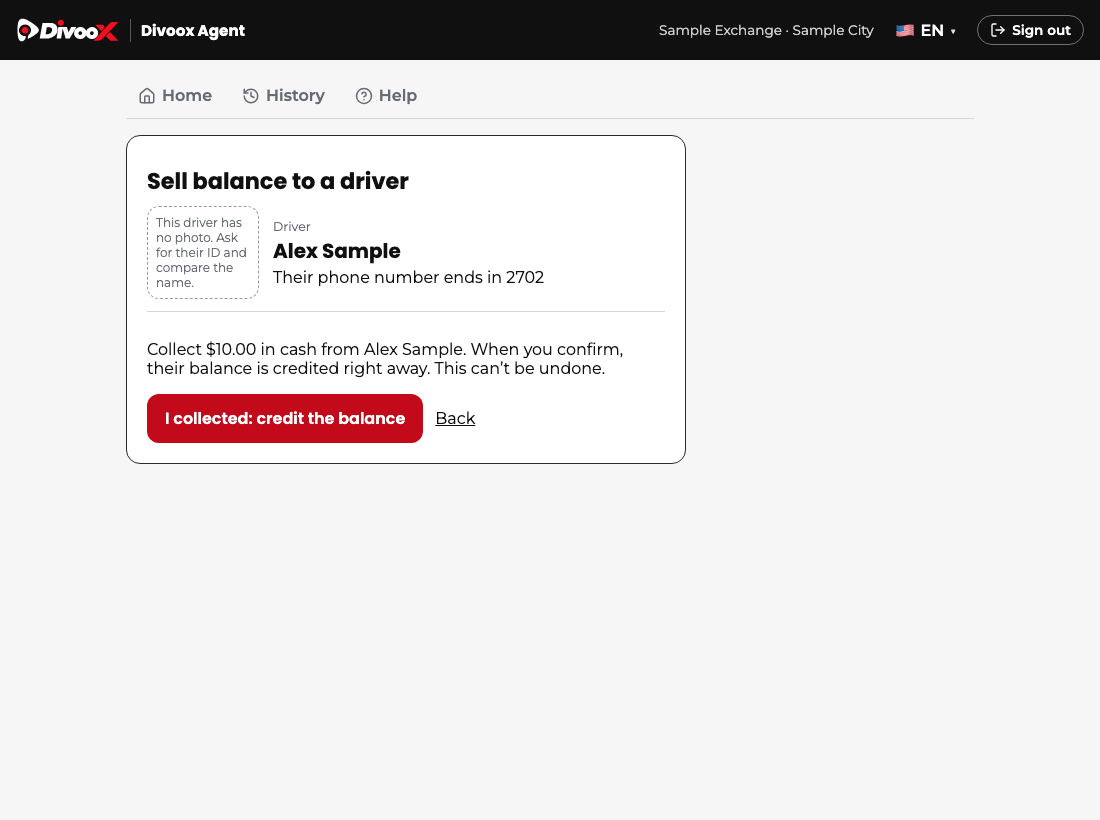 DivooX
Divoox Agent
Sample Exchange · Sample City
EN
Sign out
Home
History
Help
Sell balance to a driver
This driver has
no photo. Ask
for their ID and
compare the
name.
Driver
Alex Sample
Their phone number ends in 2702
Collect $10.00 in cash from Alex Sample. When you confirm,
their balance is credited right away. This can’t be undone.
I collected: credit the balance
Back